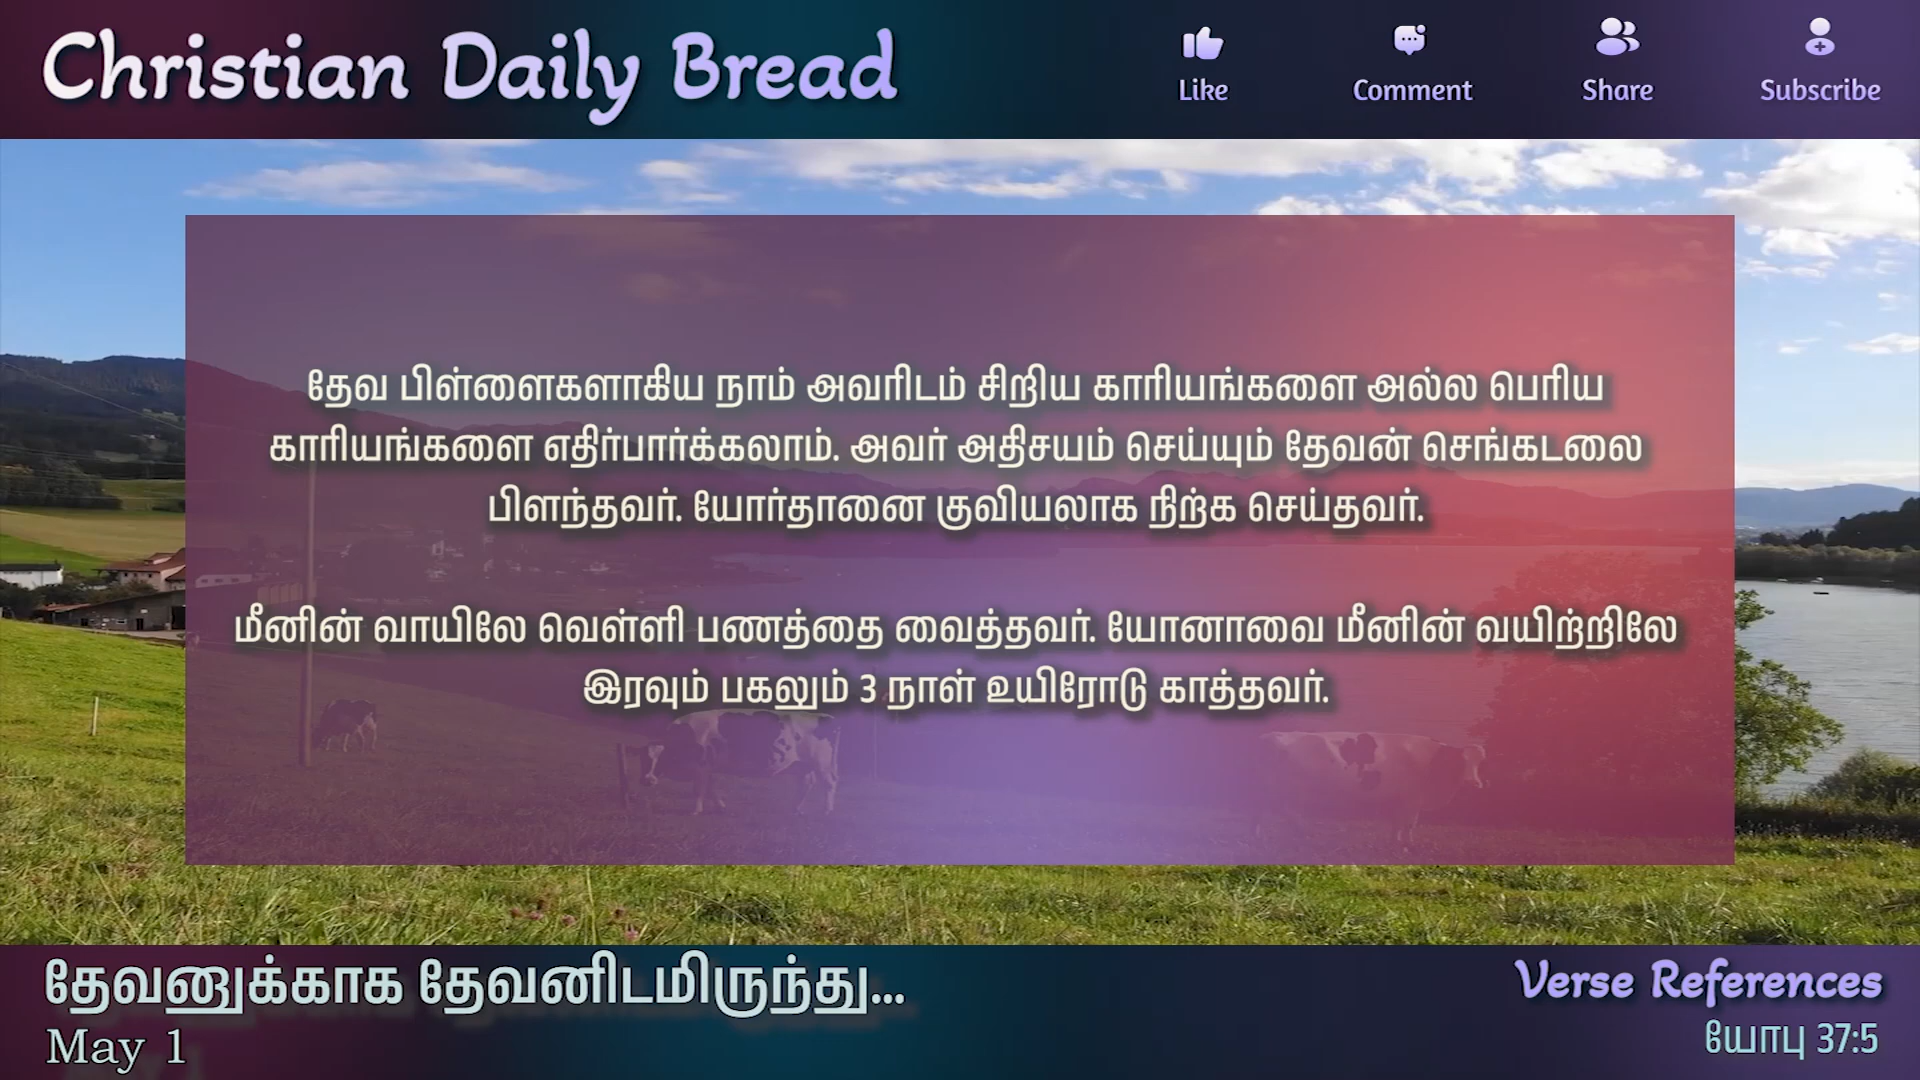 Christian Daily Bread
Like
Comment
Share
Subscribe
தேவ பிள்ளைகளாகிய நாம் அவரிடம் சிறிய காரியங்களை அல்ல பெரிய
காரியங்களை எதிர்பார்க்கலாம். அவர் அதிசயம் செய்யும் தேவன் செங்கடலை
பிளந்தவர். யோர்தானை குவியலாக நிற்க செய்தவர்.
மீனின் வாயிலே வெள்ளி பணத்தை வைத்தவர். யோனாவை மீனின் வயிற்றிலே
இரவும் பகலும் 3 நாள் உயிரோடு காத்தவர்.
தேவனுக்காக தேவனிடமிருந்து...
May 1
Verse References
யோபு 37:5